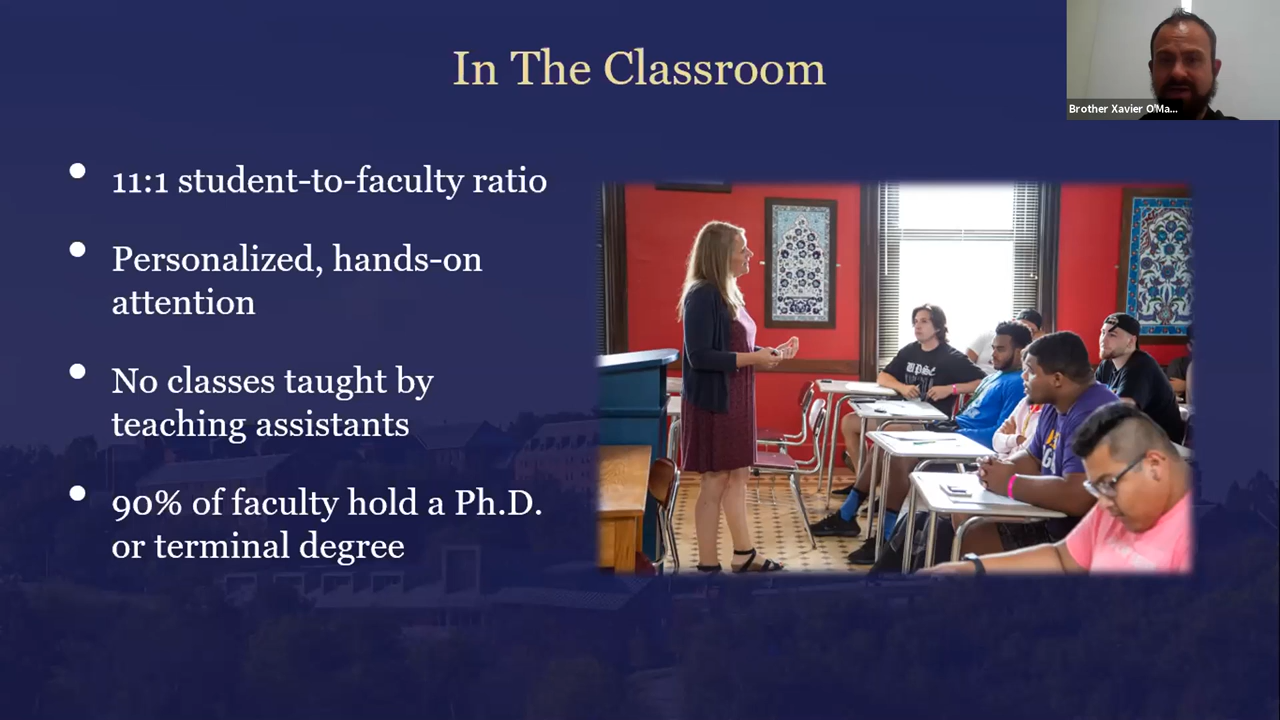 In The Classroom
Brother Xavier O'Ma...
• 11:1 student-to-faculty ratio
• Personalized, hands-on
attention
• No classes taught by
teaching assistants
• 90% of faculty hold a Ph.D.
or terminal degree